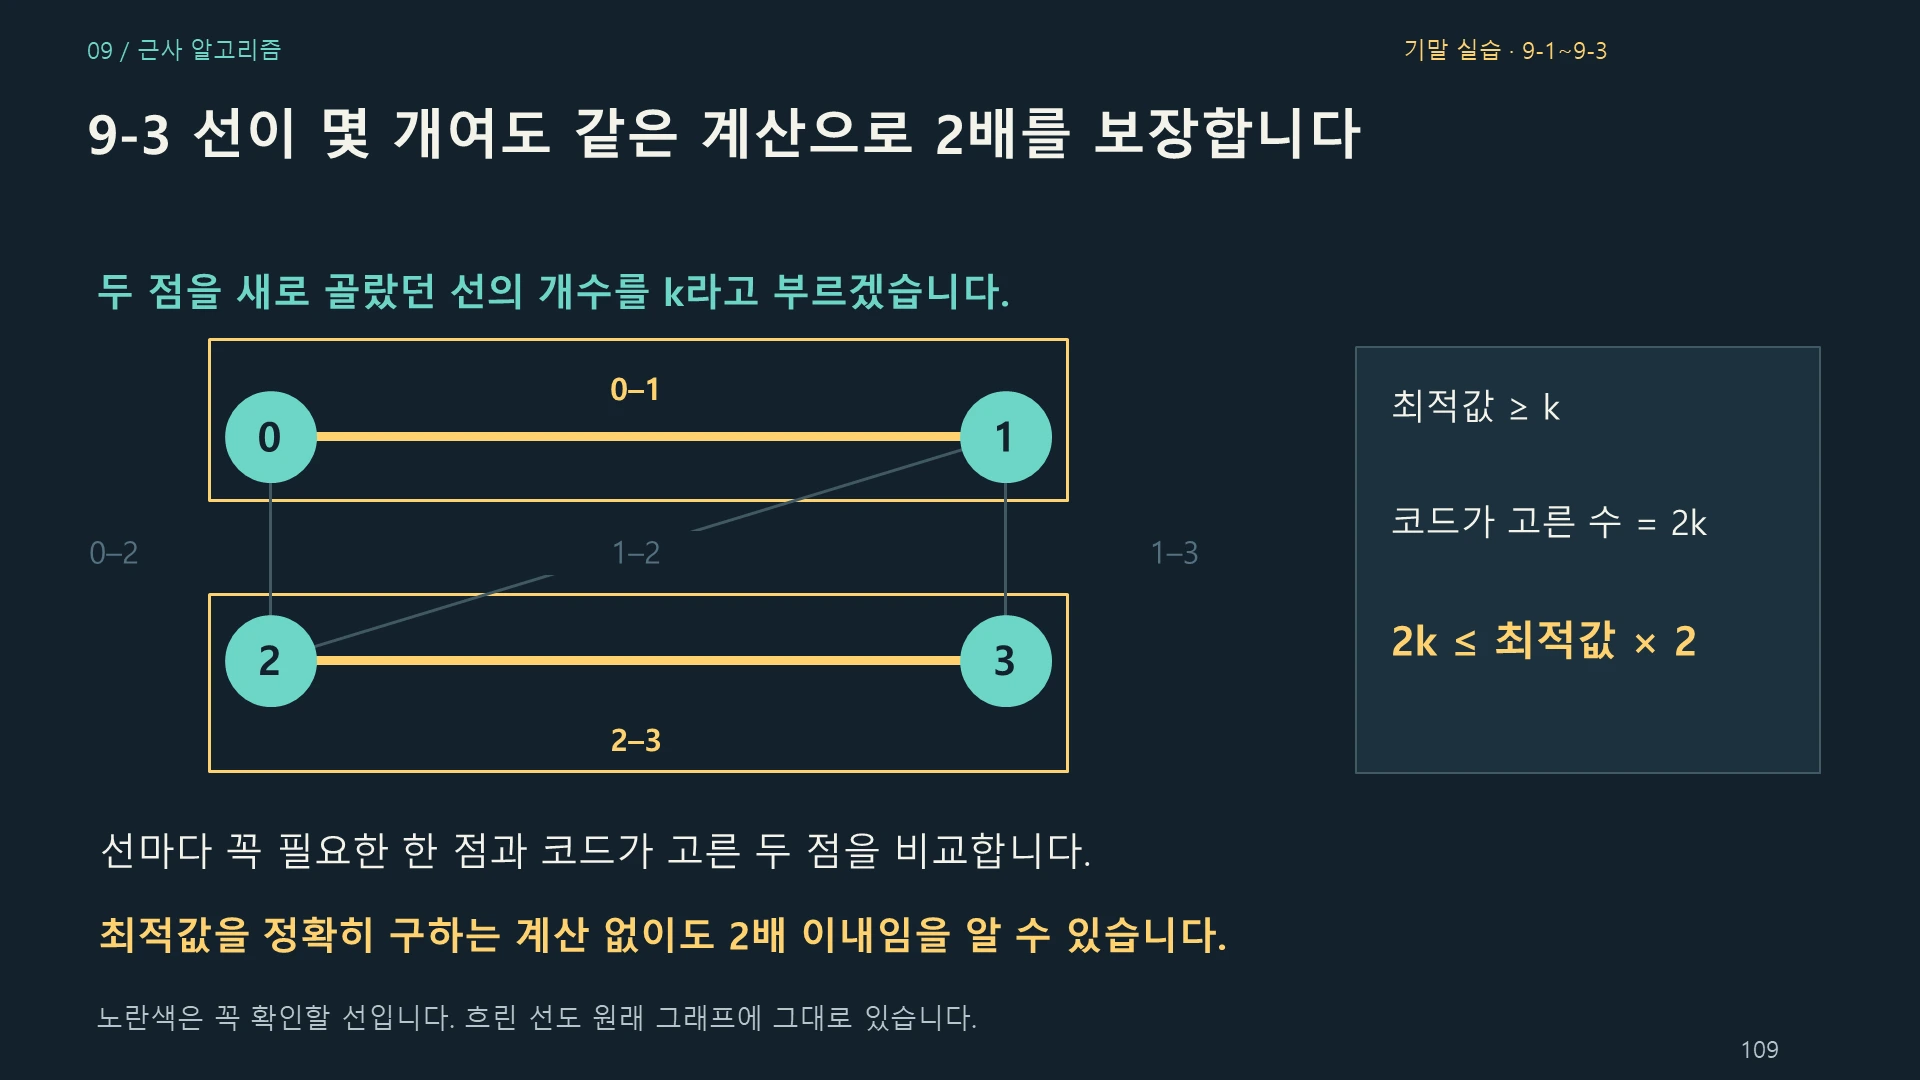 09 / 근사 알고리즘
기말 실습 · 9-1~9-3
9-3 선이 몇 개여도 같은 계산으로 2배를 보장합니다
두 점을 새로 골랐던 선의 개수를 k라고 부르겠습니다.
0–1
0
1
0–2
1–2
1–3
2
3
2–3
최적값 ≥ k
코드가 고른 수 = 2k
2k ≤ 최적값 × 2
선마다 꼭 필요한 한 점과 코드가 고른 두 점을 비교합니다.
최적값을 정확히 구하는 계산 없이도 2배 이내임을 알 수 있습니다.
노란색은 꼭 확인할 선입니다. 흐린 선도 원래 그래프에 그대로 있습니다.
109